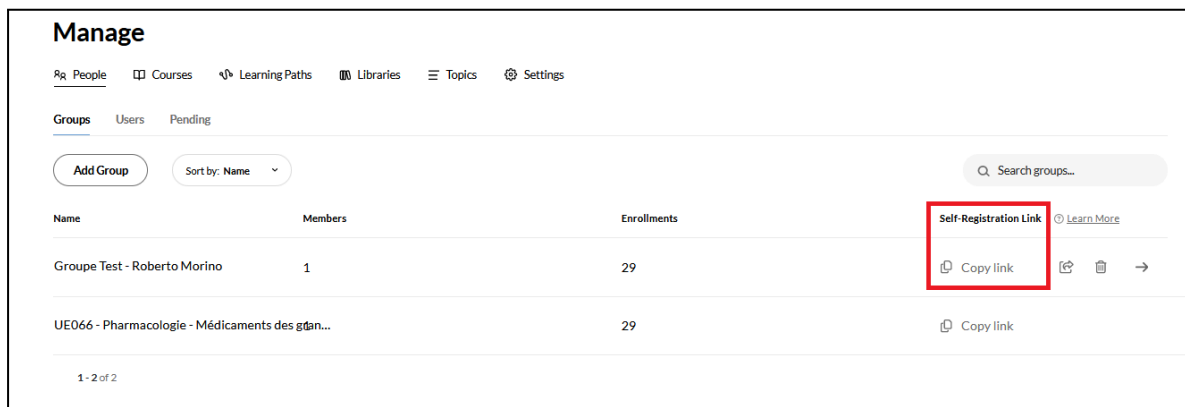 Manage
People Courses Learning Paths Libraries Topics Settings
Groups Users Pending
Add Group Sort by: Name Search groups...
Name Members Enrollments Self-Registration Link Learn More
Groupe Test - Roberto Morino 1 29 Copy link
UE066 - Pharmacologie - Médicaments des gran... 1 29 Copy link
1 - 2 of 2